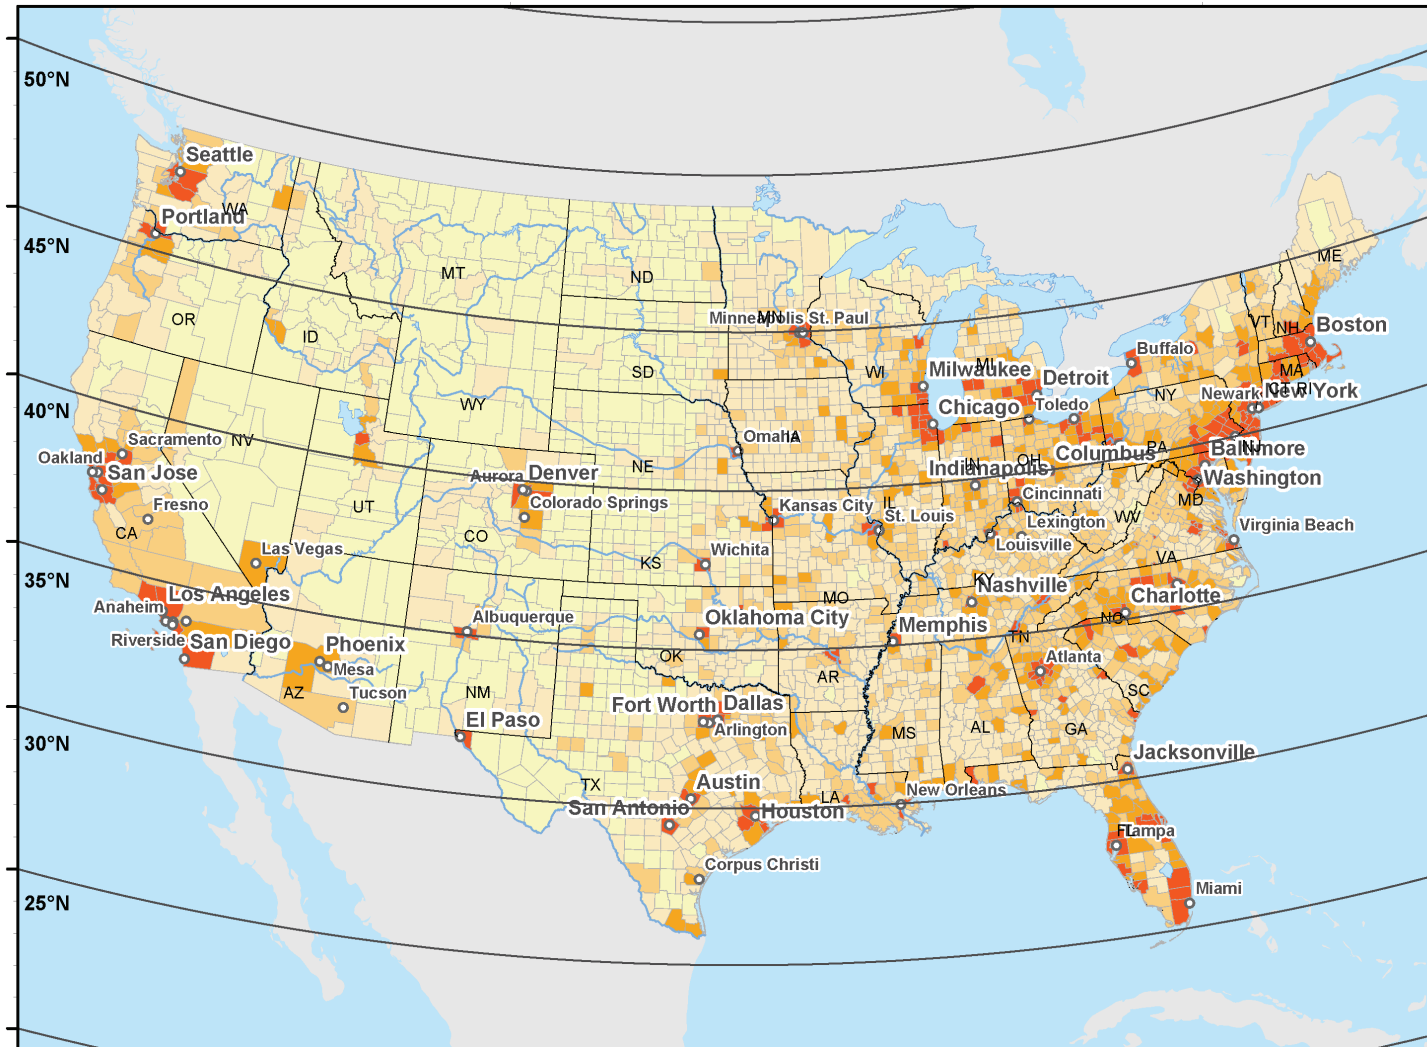 50°N
Seattle
WA
Portland
45°N
ME
MT
ND
OR
MN
Minneapolis St. Paul
VT
NH
Boston
ID
Buffalo
SD
WI
Milwaukee
MI
Detroit
MA
WY
NY
Newark
New York
CT
RI
40°N
Chicago
Toledo
Sacramento
NV
Omaha
IA
PA
NJ
Oakland
San Jose
Aurora
Denver
NE
Indianapolis
IN
OH
Columbus
Baltimore
Washington
Fresno
UT
Colorado Springs
Kansas City
IL
Cincinnati
MD
CA
CO
St. Louis
Lexington
WV
Virginia Beach
Las Vegas
KS
Wichita
Louisville
VA
35°N
Los Angeles
KY
Nashville
Anaheim
MO
Charlotte
Albuquerque
Oklahoma City
Memphis
NC
Riverside
San Diego
Phoenix
OK
TN
Atlanta
Mesa
AR
AZ
Tucson
NM
SC
30°N
El Paso
Fort Worth
Dallas
Arlington
MS
AL
GA
Jacksonville
TX
Austin
New Orleans
San Antonio
Houston
LA
FL
Tampa
Corpus Christi
Miami
25°N